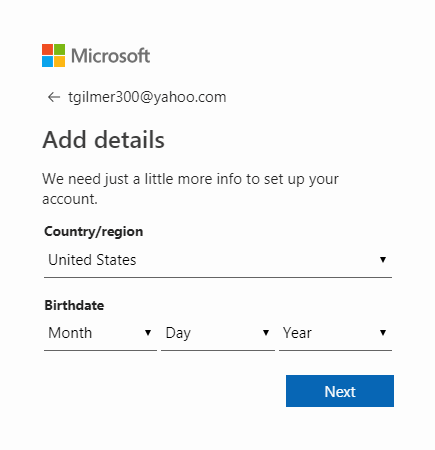 Microsoft
← tgilmer300@yahoo.com
Add details
We need just a little more info to set up your
account.
Country/region
United States
Birthdate
Month Day Year
Next